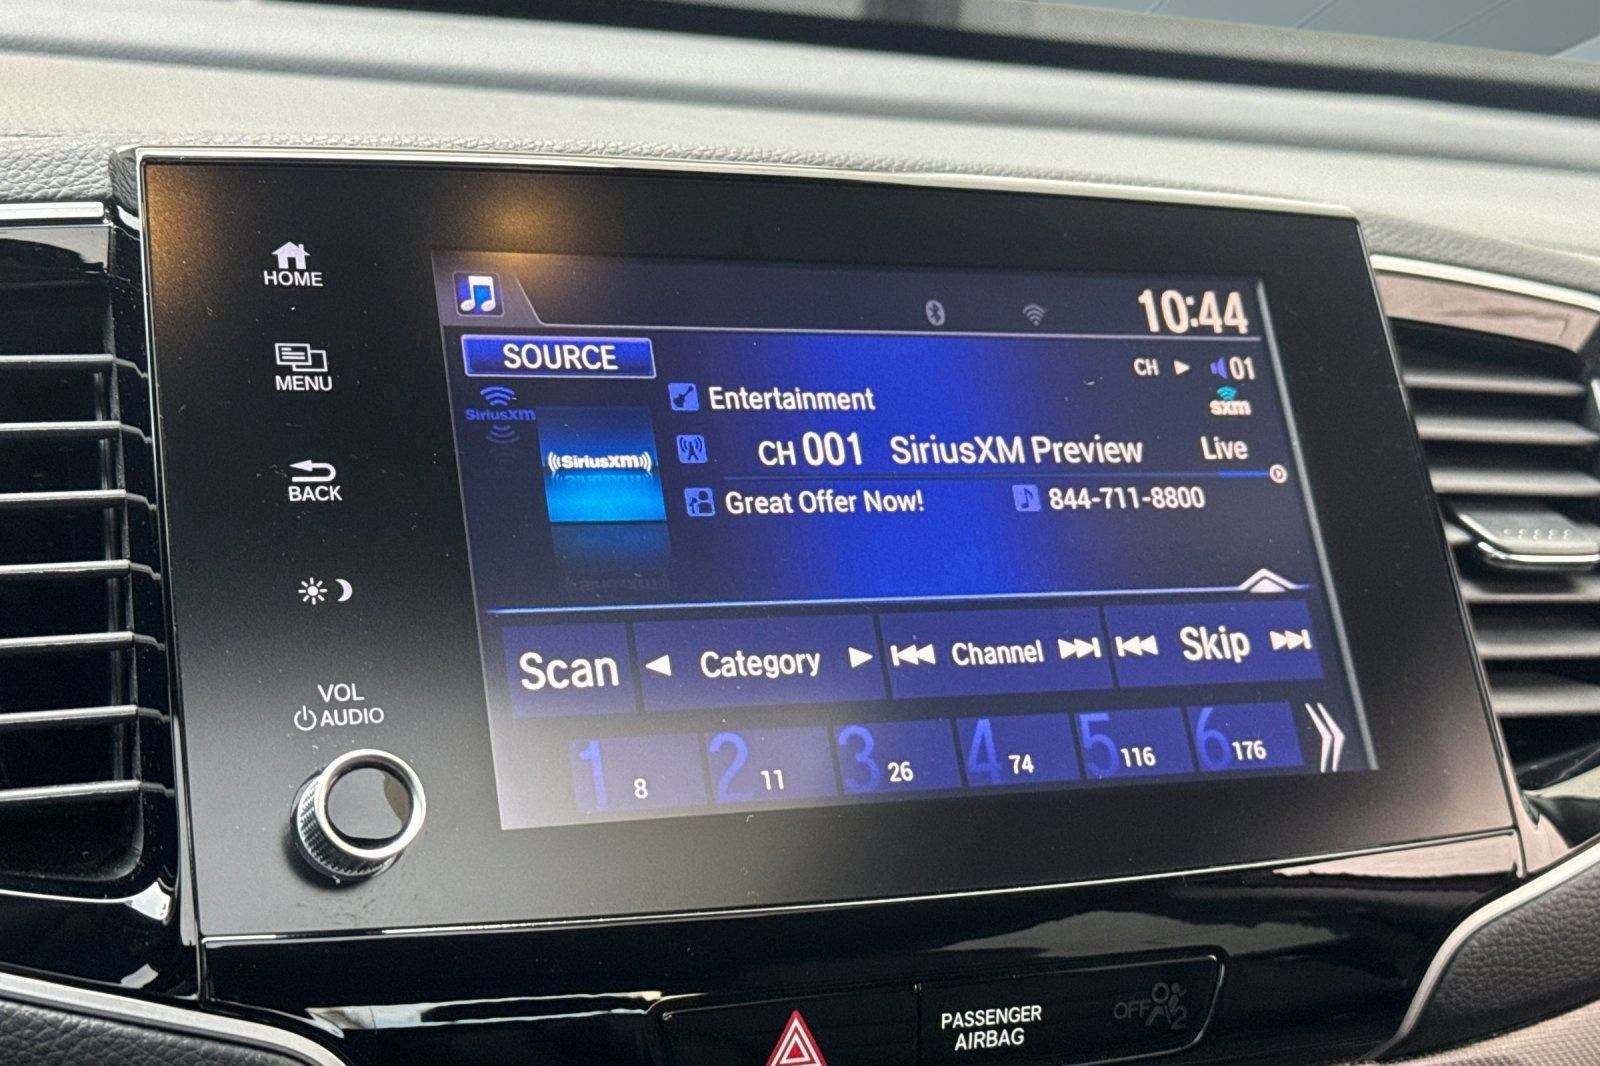 HOME
MENU
BACK
VOL
AUDIO
10:44
SOURCE
CH 01
SiriusXM
sxm
Entertainment
((SiriusXM))
CH 001 SiriusXM Preview Live
Great Offer Now! 844-711-8800
Scan Category Channel Skip
1 8 2 11 3 26 4 74 5 116 6 176
PASSENGER
AIRBAG
OFF 2